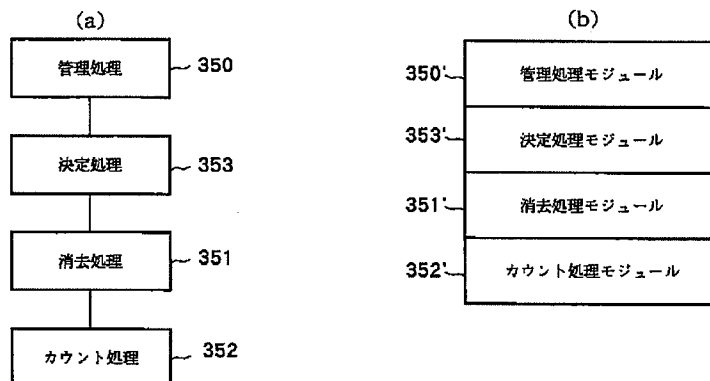 (a)
管理処理
350
決定処理
353
消去処理
351
カウント処理
352
(b)
350'
管理処理モジュール
353'
決定処理モジュール
351'
消去処理モジュール
352'
カウント処理モジュール